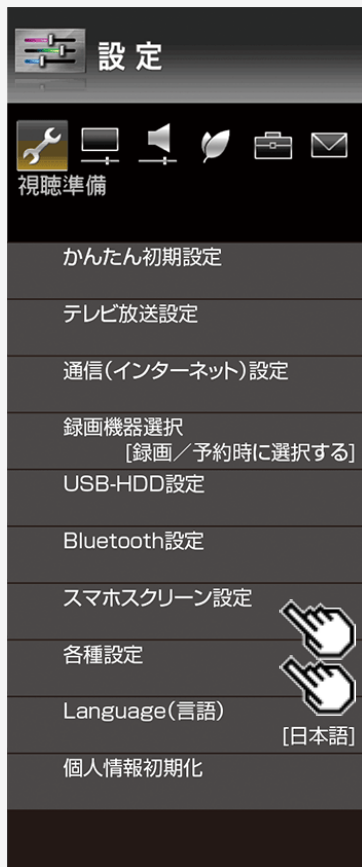 設定
視聴準備
かんたん初期設定
テレビ放送設定
通信(インターネット)設定
録画機器選択
[録画／予約時に選択する]
USB-HDD設定
Bluetooth設定
スマホスクリーン設定
各種設定
Language(言語)
[日本語]
個人情報初期化